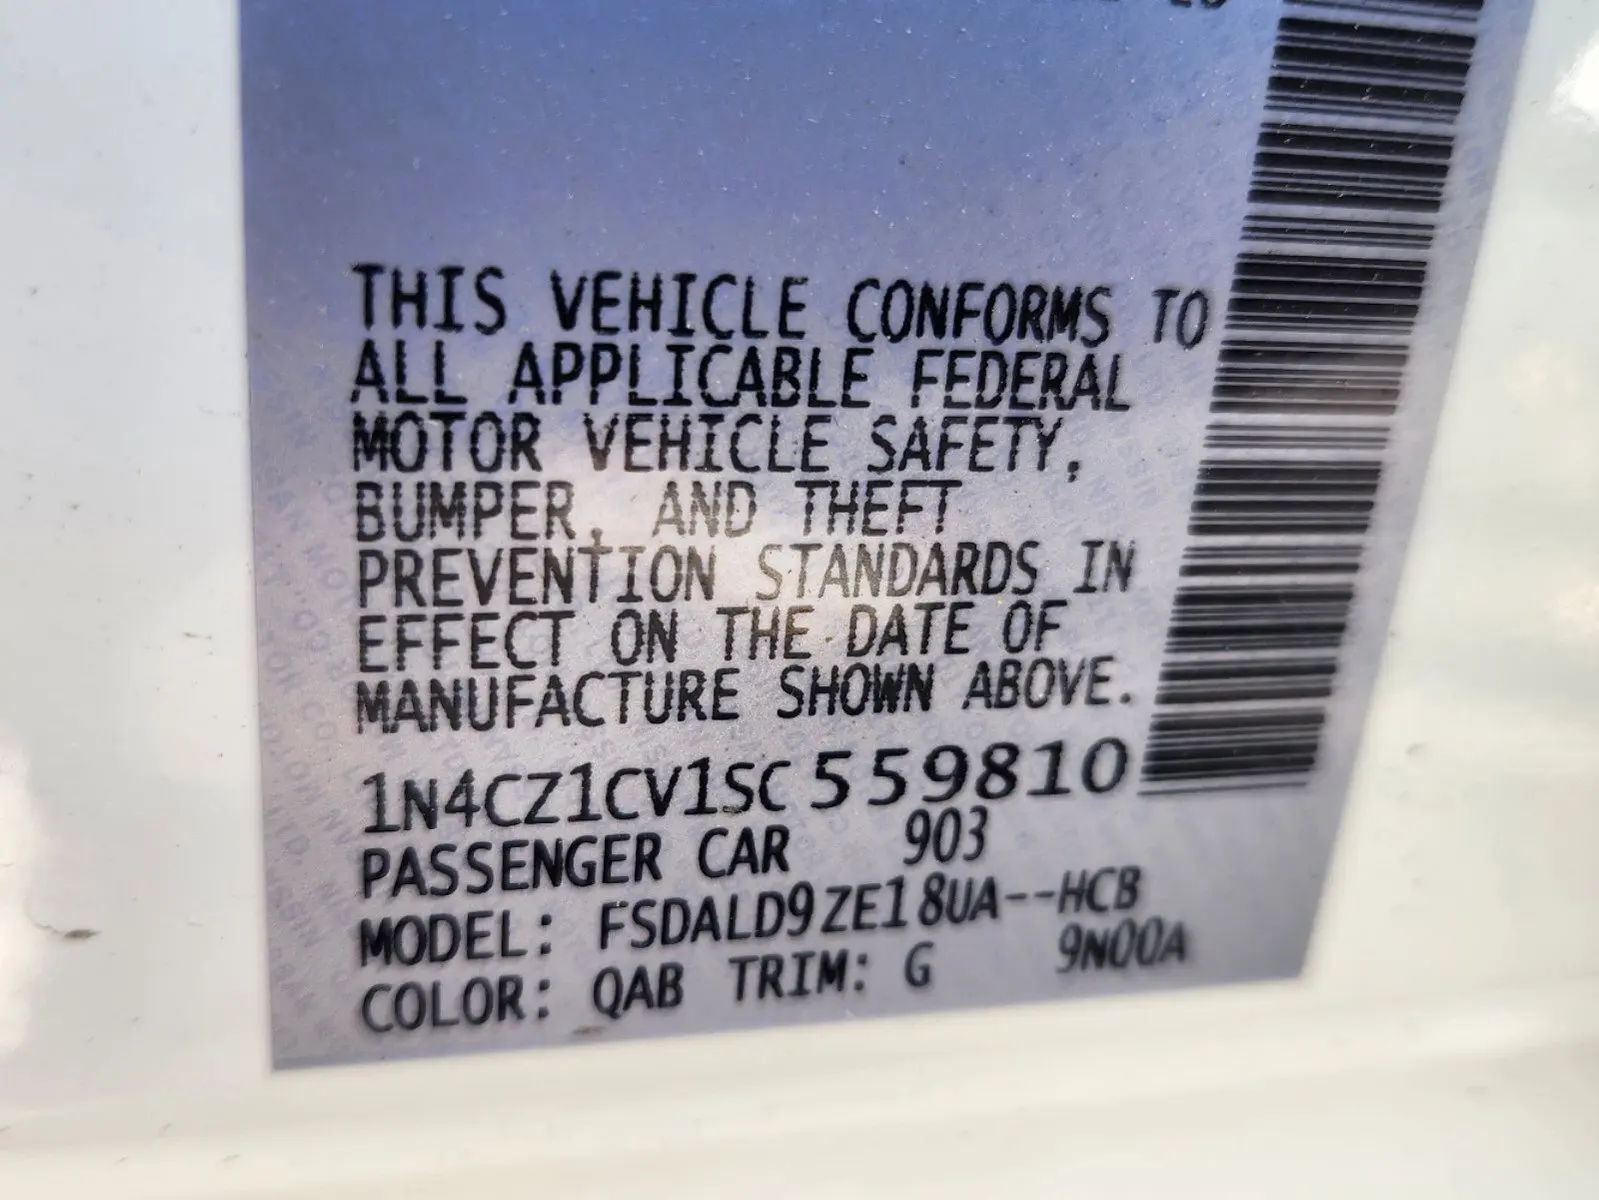 THIS VEHICLE CONFORMS TO
ALL APPLICABLE FEDERAL
MOTOR VEHICLE SAFETY,
BUMPER, AND THEFT
PREVENTION STANDARDS IN
EFFECT ON THE DATE OF
MANUFACTURE SHOWN ABOVE.
1N4CZ1CV1SC559810
PASSENGER CAR 903
MODEL: FSDALD9ZE18UA--HCB
COLOR: QAB TRIM: G 9N00A